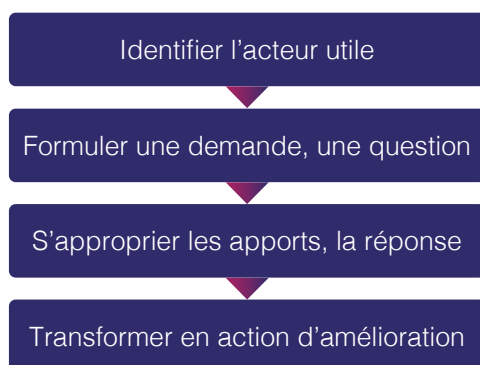 Identifier l’acteur utile
Formuler une demande, une question
S’approprier les apports, la réponse
Transformer en action d’amélioration